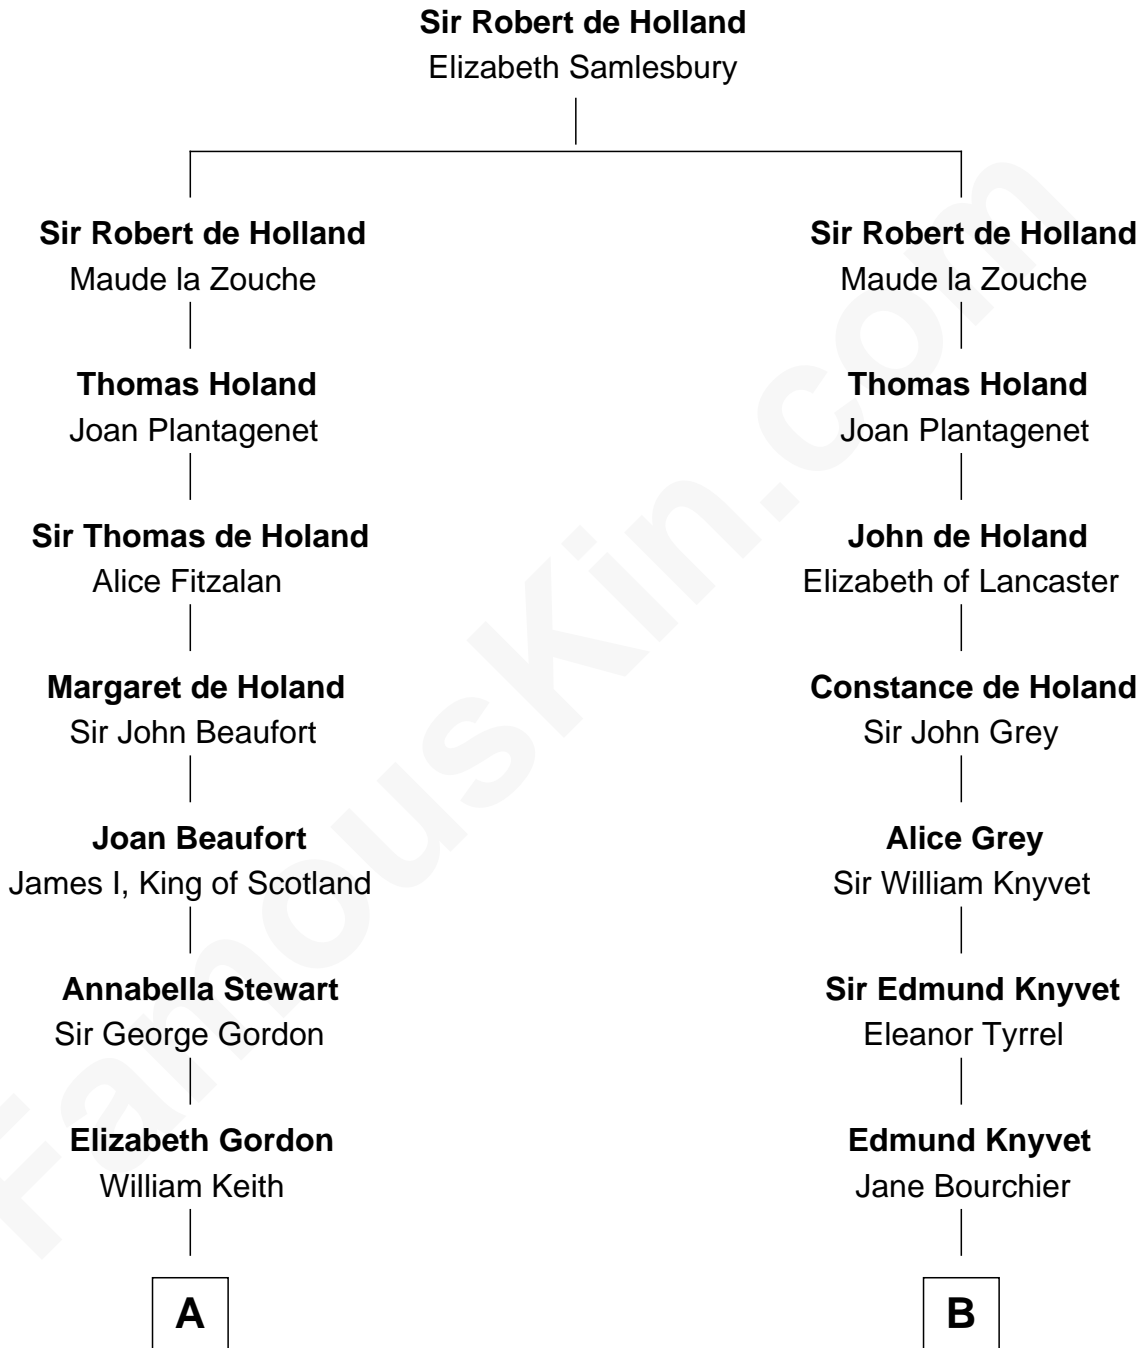 Sir Robert de Holland
Elizabeth Samlesbury
Sir Robert de Holland
Maude la Zouche
Thomas Holand
Joan Plantagenet
Sir Thomas de Holand
Alice Fitzalan
Margaret de Holand
Sir John Beaufort
Joan Beaufort
James I, King of Scotland
Annabella Stewart
Sir George Gordon
Elizabeth Gordon
William Keith
A
Sir Robert de Holland
Maude la Zouche
Thomas Holand
Joan Plantagenet
John de Holand
Elizabeth of Lancaster
Constance de Holand
Sir John Grey
Alice Grey
Sir William Knyvet
Sir Edmund Knyvet
Eleanor Tyrrel
Edmund Knyvet
Jane Bourchier
B
FamousKin.com